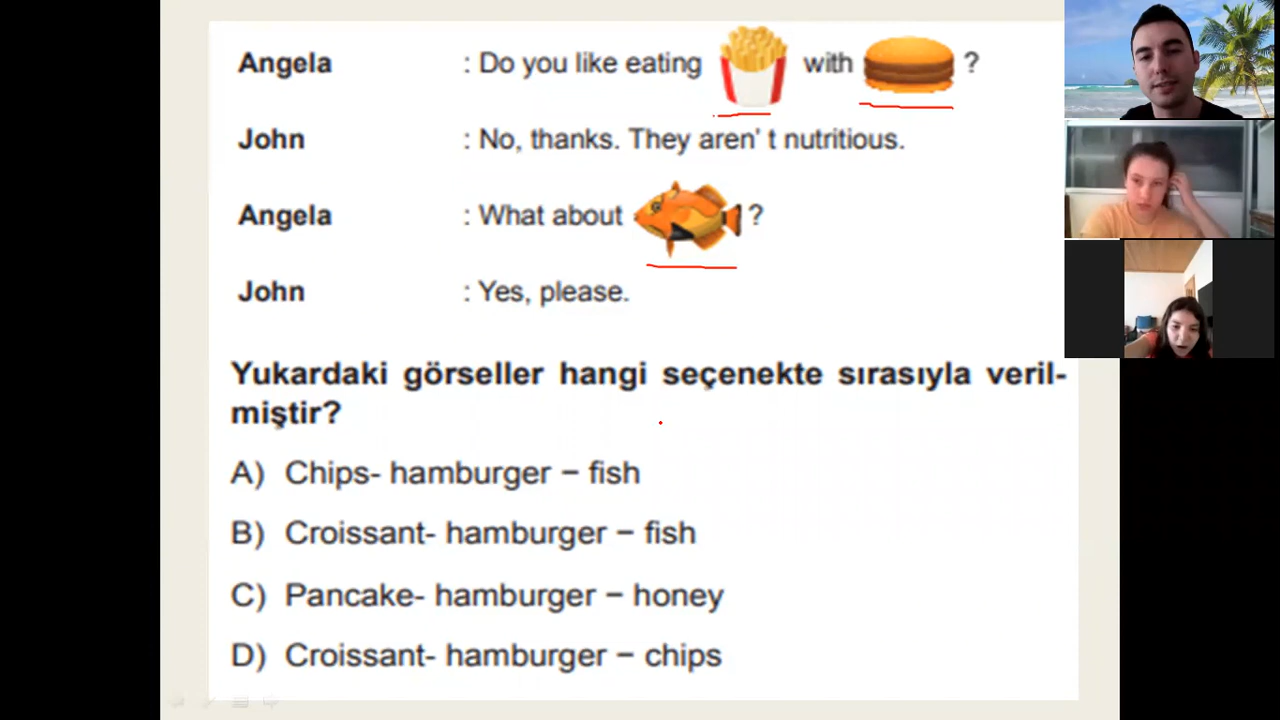 Angela : Do you like eating with ?
John : No, thanks. They aren' t nutritious.
Angela : What about ?
John : Yes, please.
Yukardaki görseller hangi seçenekte sırasıyla veril-
miştir?
A) Chips- hamburger − fish
B) Croissant- hamburger − fish
C) Pancake- hamburger − honey
D) Croissant- hamburger − chips